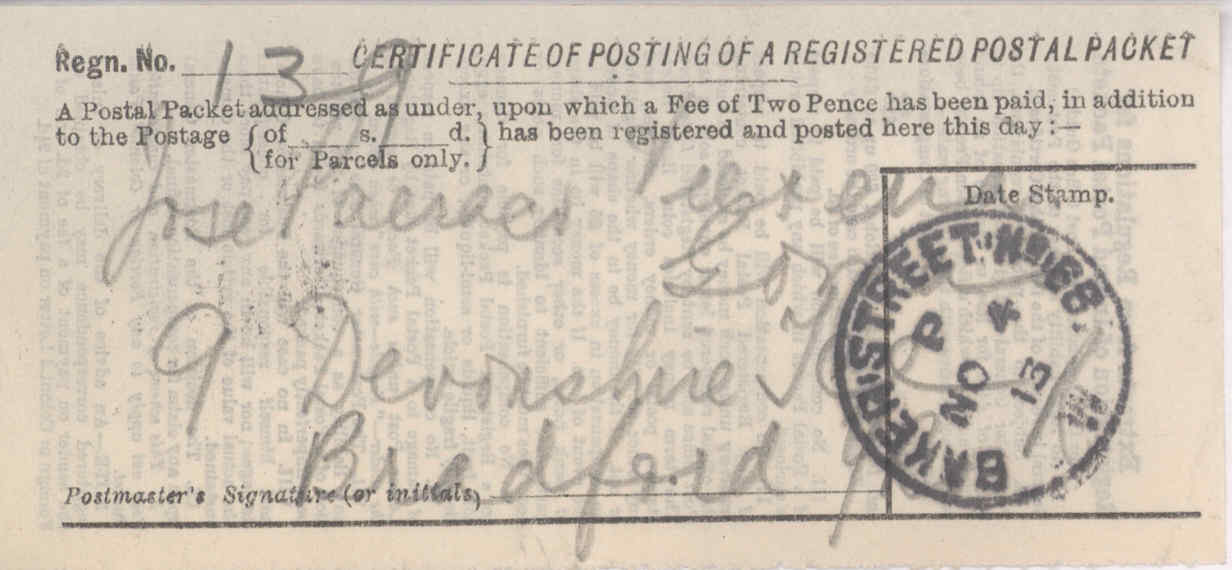 Regn. No. 139 CERTIFICATE OF POSTING OF A REGISTERED POSTAL PACKET
A Postal Packet addressed as under, upon which a Fee of Two Pence has been paid, in addition
to the Postage { of s. d. } has been registered and posted here this day :—
for Parcels only.
Date Stamp.
Jose
9 Devonshire
Bradford
Postmaster's Signature (or initials)
BAKER STREET No. 68.
P 4
NO 13